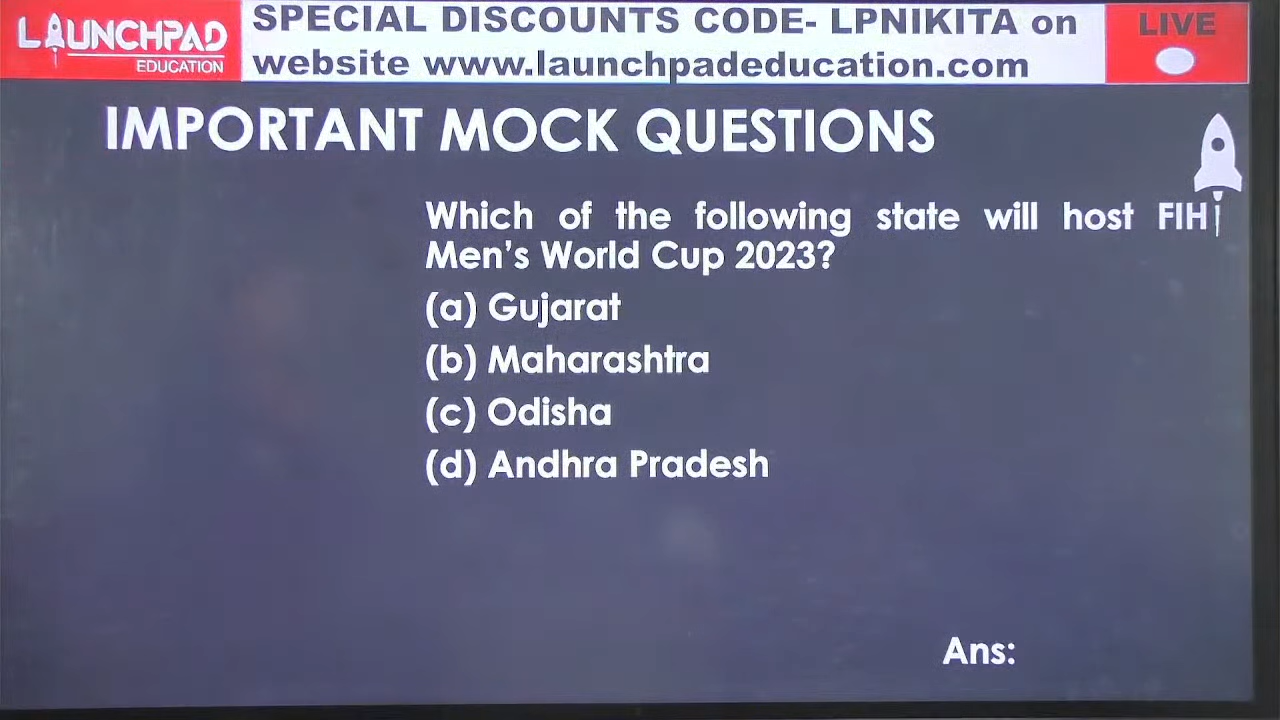 LAUNCHPAD
EDUCATION
SPECIAL DISCOUNTS CODE- LPNIKITA on
website www.launchpadeducation.com
LIVE
IMPORTANT MOCK QUESTIONS
Which of the following state will host FIH
Men's World Cup 2023?
(a) Gujarat
(b) Maharashtra
(c) Odisha
(d) Andhra Pradesh
Ans: